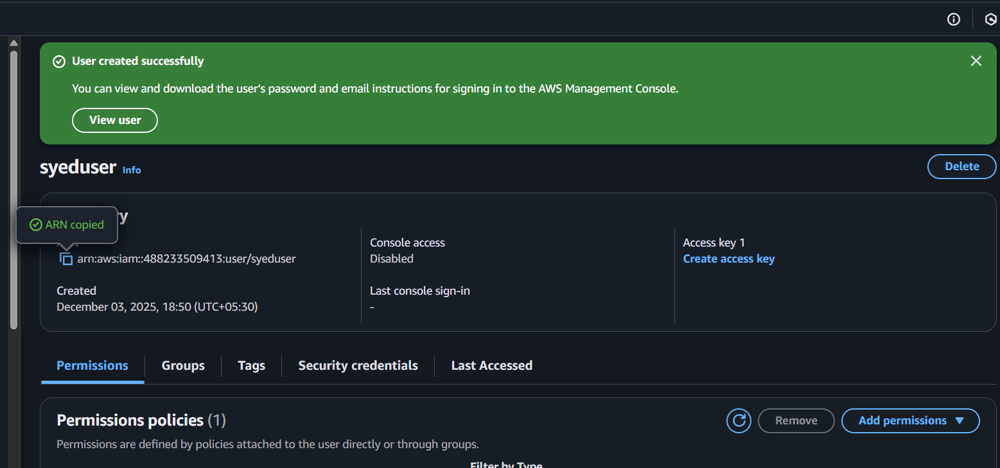 User created successfully
You can view and download the user's password and email instructions for signing in to the AWS Management Console.
View user
syeduser Info
Delete
ARN copied
arn:aws:iam::488233509413:user/syeduser
Created
December 03, 2025, 18:50 (UTC+05:30)
Console access
Disabled
Last console sign-in
-
Access key 1
Create access key
Permissions
Groups
Tags
Security credentials
Last Accessed
Permissions policies (1)
Permissions are defined by policies attached to the user directly or through groups.
Remove
Add permissions
Filter by Type